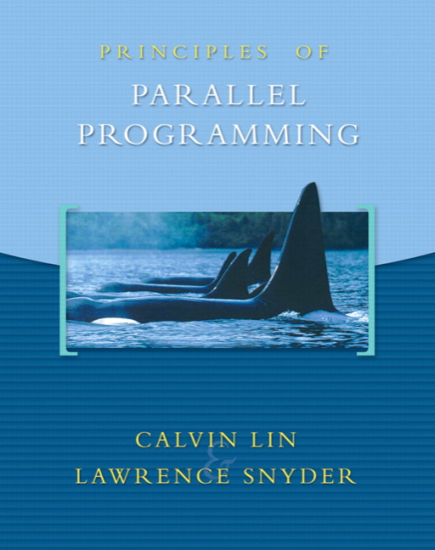 PRINCIPLES OF
PARALLEL
PROGRAMMING
CALVIN LIN
&
LAWRENCE SNYDER